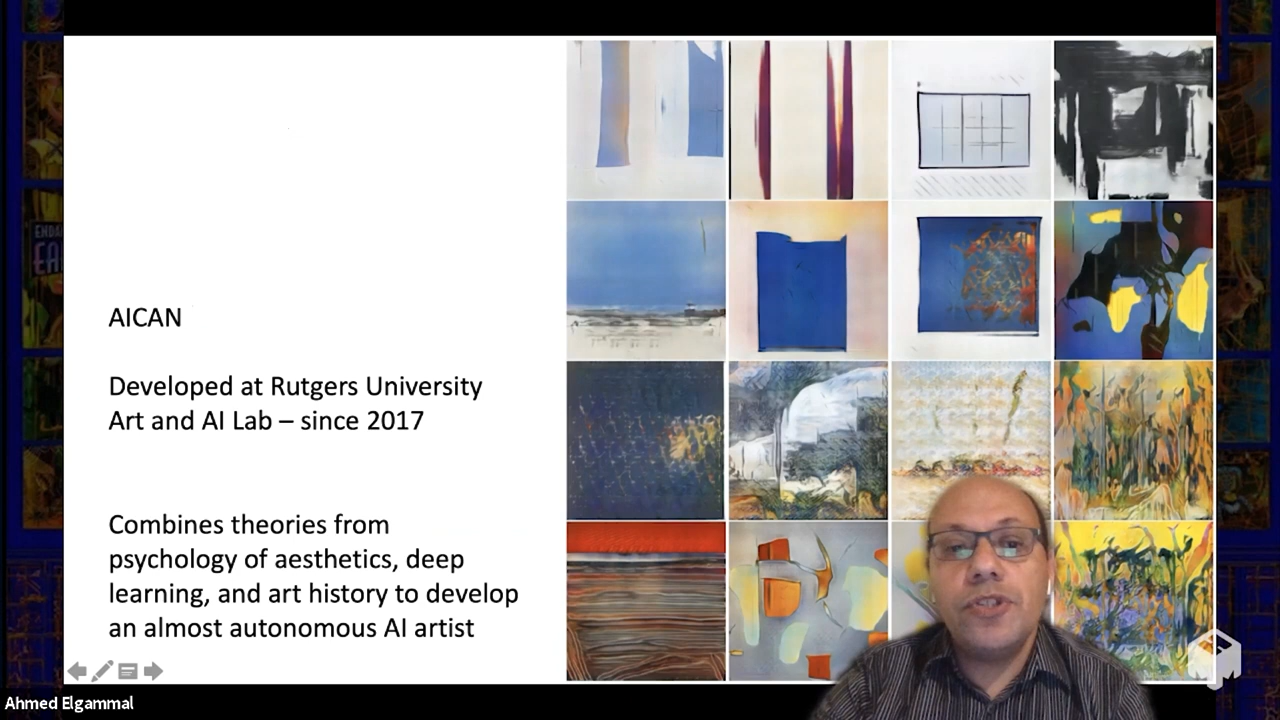 AICAN
Developed at Rutgers University
Art and AI Lab – since 2017
Combines theories from
psychology of aesthetics, deep
learning, and art history to develop
an almost autonomous AI artist
Ahmed Elgammal